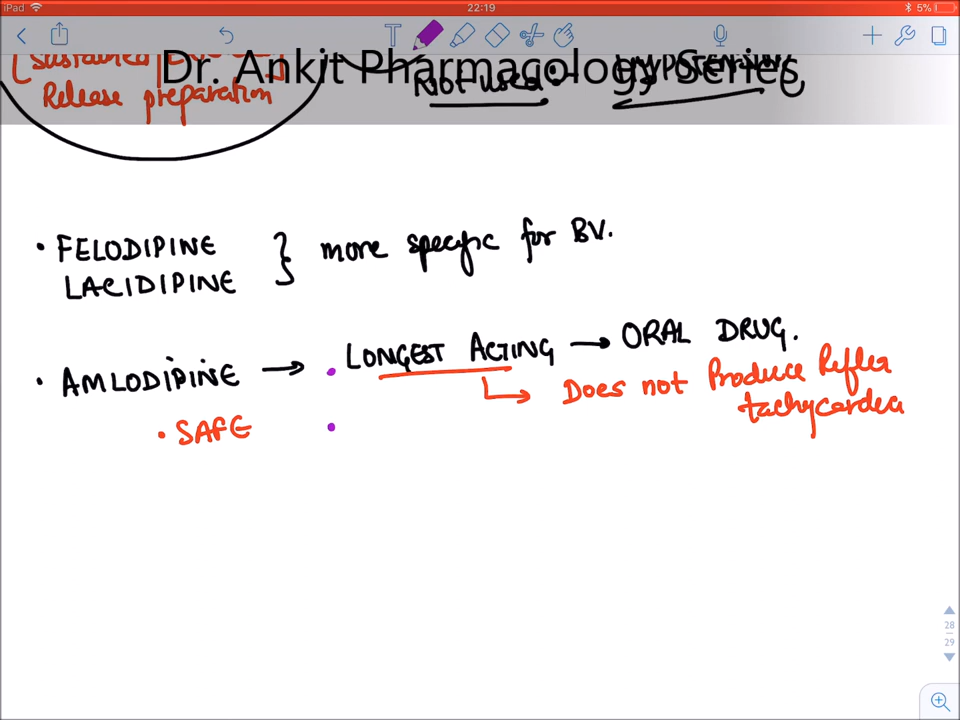 iPad 22:19 5%
Dr. Ankit Pharmacology Series
Release preparation
Not used :-
• FELODIPINE
LACIDIPINE } more specific for BV.
• AMLODIPINE → • LONGEST ACTING → ORAL DRUG.
↳ Does not Produce Reflex
tachycardea
• SAFE •
28
29